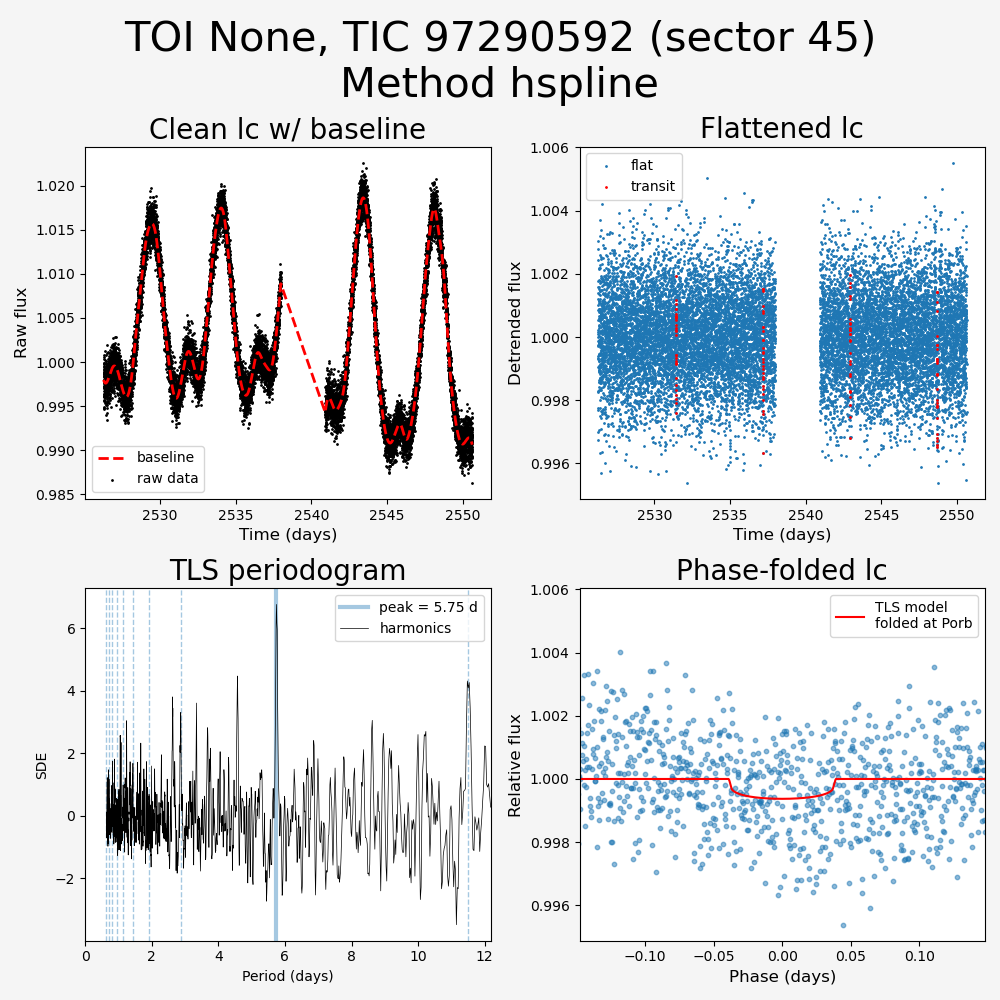 TOI None, TIC 97290592 (sector 45)
Method hspline
Clean lc w/ baseline
Raw flux
1.020
1.015
1.010
1.005
1.000
0.995
0.990
0.985
baseline
raw data
2530
2535
2540
2545
2550
Time (days)
Flattened lc
Detrended flux
1.006
1.004
1.002
1.000
0.998
0.996
flat
transit
2530
2535
2540
2545
2550
Time (days)
TLS periodogram
SDE
6
4
2
0
−2
peak = 5.75 d
harmonics
0
2
4
6
8
10
12
Period (days)
Phase-folded lc
Relative flux
1.006
1.004
1.002
1.000
0.998
0.996
TLS model
folded at Porb
−0.10
−0.05
0.00
0.05
0.10
Phase (days)